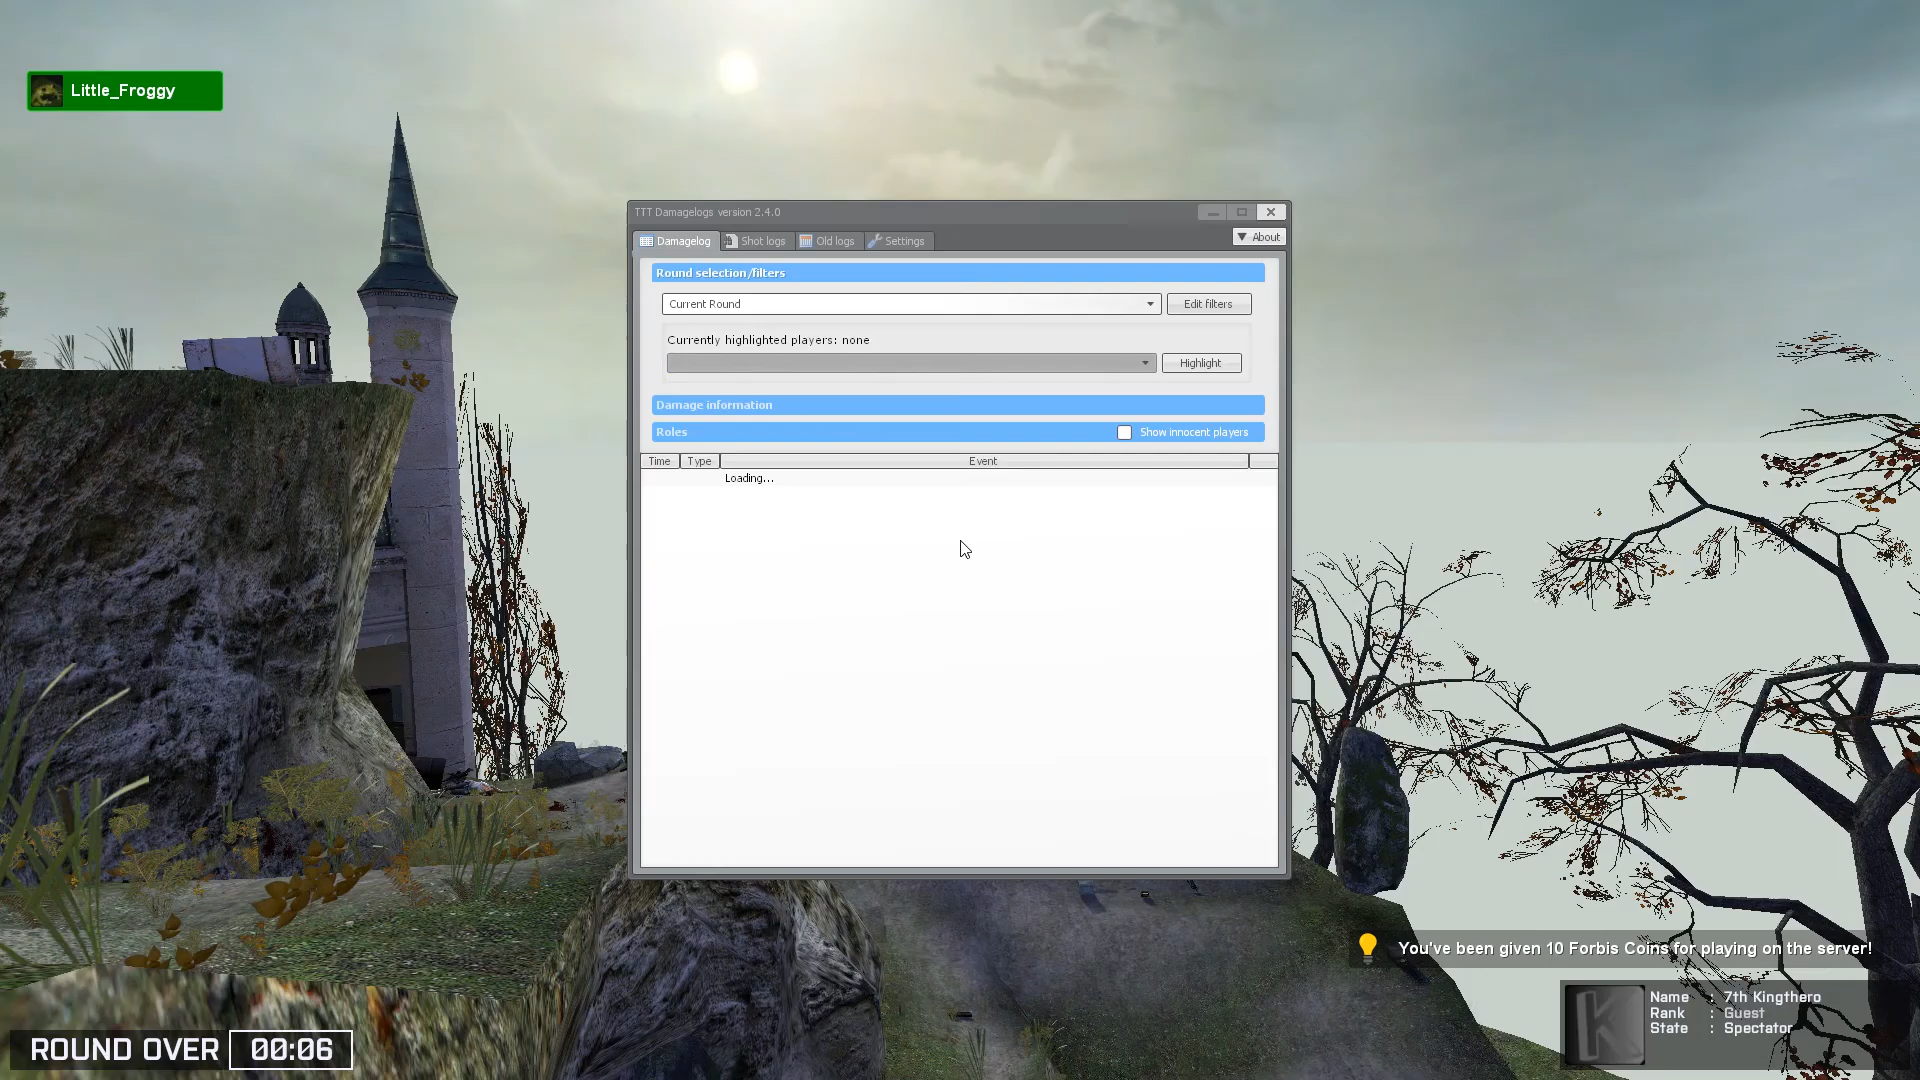 Little_Froggy
TTT Damagelogs version 2.4.0
Damagelog
Shot logs
Old logs
Settings
About
Round selection/filters
Current Round
Edit filters
Currently highlighted players: none
Highlight
Damage information
Roles
Show innocent players
Time
Type
Event
Loading...
You've been given 10 Forbis Coins for playing on the server!
Name : 7th Kingthero
Rank : Guest
State : Spectator
ROUND OVER 00:06